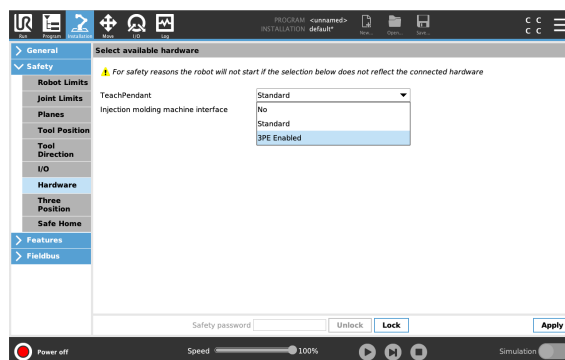 UR
PROGRAM <unnamed>
INSTALLATION default*
Run Program Installation Move I/O Log New... Open... Save...
C C
C C
General
Select available hardware
Safety
For safety reasons the robot will not start if the selection below does not reflect the connected hardware
Robot Limits
TeachPendant Standard
Joint Limits
Injection molding machine interface No
Planes
Standard
Tool Position
3PE Enabled
Tool
Direction
I/O
Hardware
Three
Position
Safe Home
Features
Fieldbus
Safety password Unlock Lock Apply
Power off Speed 100% Simulation